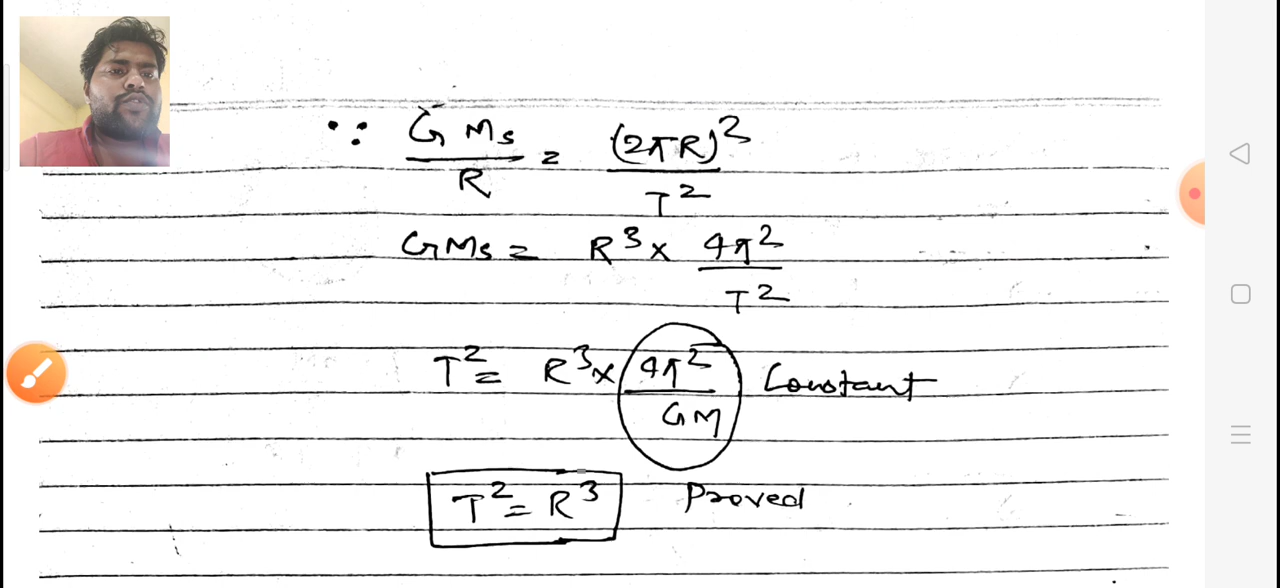 ∵ GMs/R = (2πR)²/T²
GMs = R³ × 4π²/T²
T² = R³ × 4π²/GM Constant
T² = R³ Proved